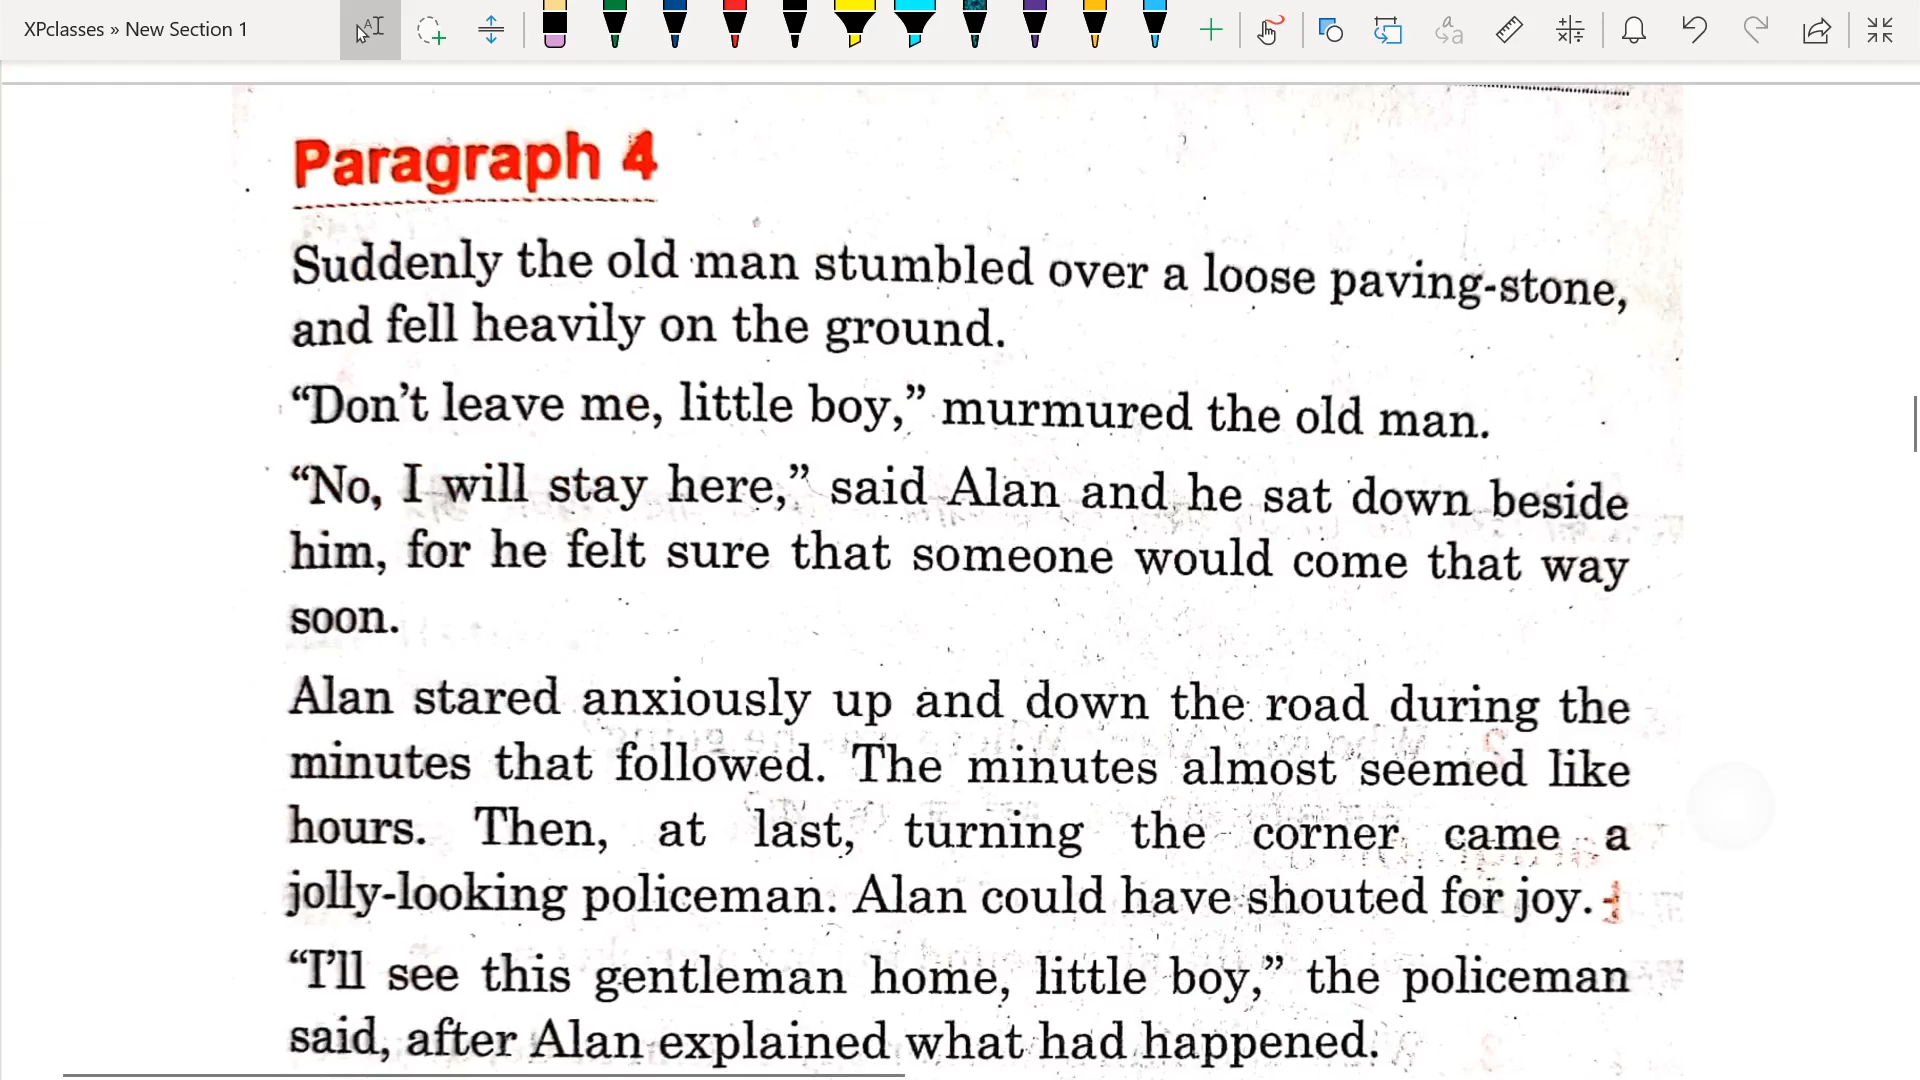 XPclasses » New Section 1
Paragraph 4
Suddenly the old man stumbled over a loose paving-stone,
and fell heavily on the ground.
“Don’t leave me, little boy,” murmured the old man.
“No, I will stay here,” said Alan and he sat down beside
him, for he felt sure that someone would come that way
soon.
Alan stared anxiously up and down the road during the
minutes that followed. The minutes almost seemed like
hours. Then, at last, turning the corner came a
jolly-looking policeman. Alan could have shouted for joy.
“I’ll see this gentleman home, little boy,” the policeman
said, after Alan explained what had happened.